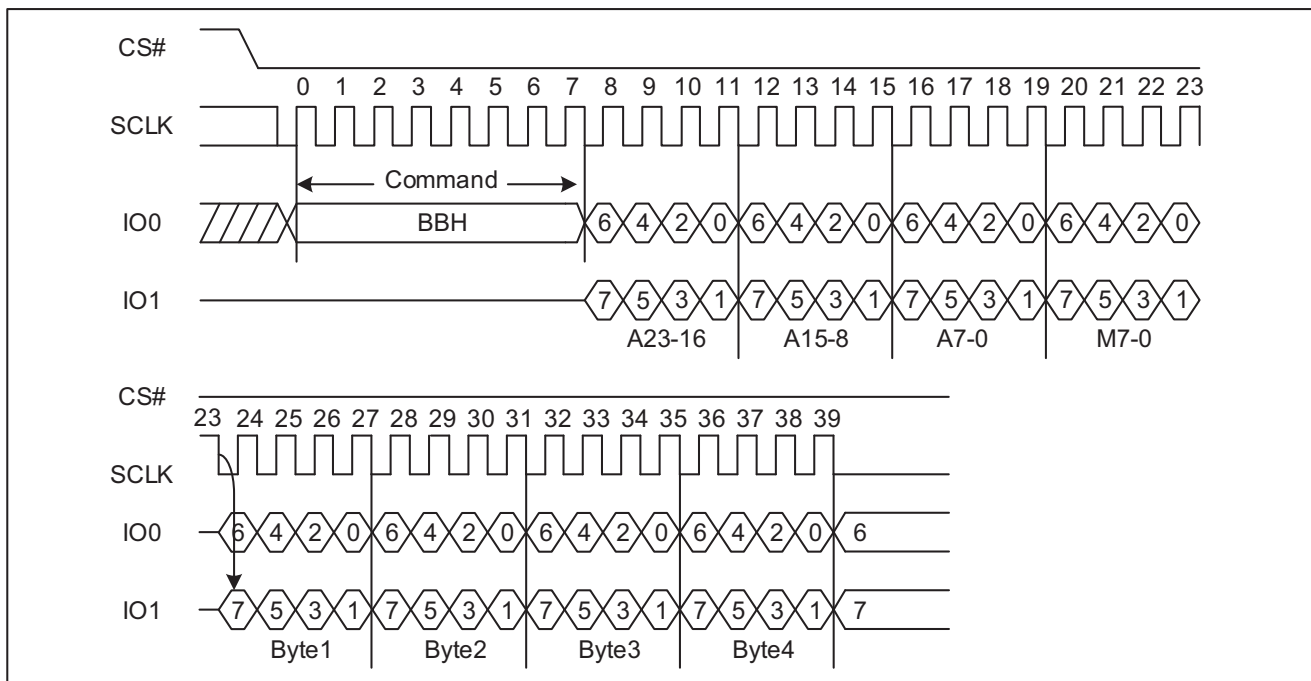 CS#
0 1 2 3 4 5 6 7 8 9 10 11 12 13 14 15 16 17 18 19 20 21 22 23
SCLK
Command
IO0 BBH 6 4 2 0 6 4 2 0 6 4 2 0 6 4 2 0
IO1 7 5 3 1 7 5 3 1 7 5 3 1 7 5 3 1
A23-16 A15-8 A7-0 M7-0
CS#
23 24 25 26 27 28 29 30 31 32 33 34 35 36 37 38 39
SCLK
IO0 6 4 2 0 6 4 2 0 6 4 2 0 6 4 2 0 6
IO1 7 5 3 1 7 5 3 1 7 5 3 1 7 5 3 1 7
Byte1 Byte2 Byte3 Byte4